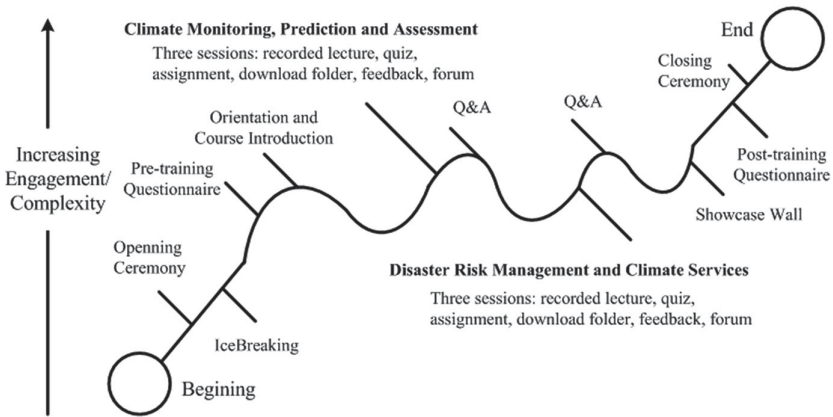 Climate Monitoring, Prediction and Assessment
Three sessions: recorded lecture, quiz,
assignment, download folder, feedback, forum
End
Closing
Ceremony
Q&A
Q&A
Orientation and
Course Introduction
Increasing
Engagement/
Complexity
Pre-training
Questionnaire
Post-training
Questionnaire
Showcase Wall
Openning
Ceremony
Disaster Risk Management and Climate Services
Three sessions: recorded lecture, quiz,
assignment, download folder, feedback, forum
IceBreaking
Begining